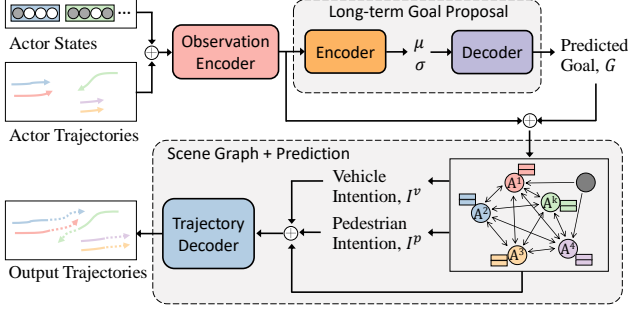 Long-term Goal Proposal
Actor States
Observation
Encoder
Encoder
μ
σ
Decoder
Predicted
Goal, G
Actor Trajectories
Scene Graph + Prediction
Vehicle
Intention, I^v
Pedestrian
Intention, I^p
Trajectory
Decoder
Output Trajectories
A^1
A^2
A^k
A^3
A^4